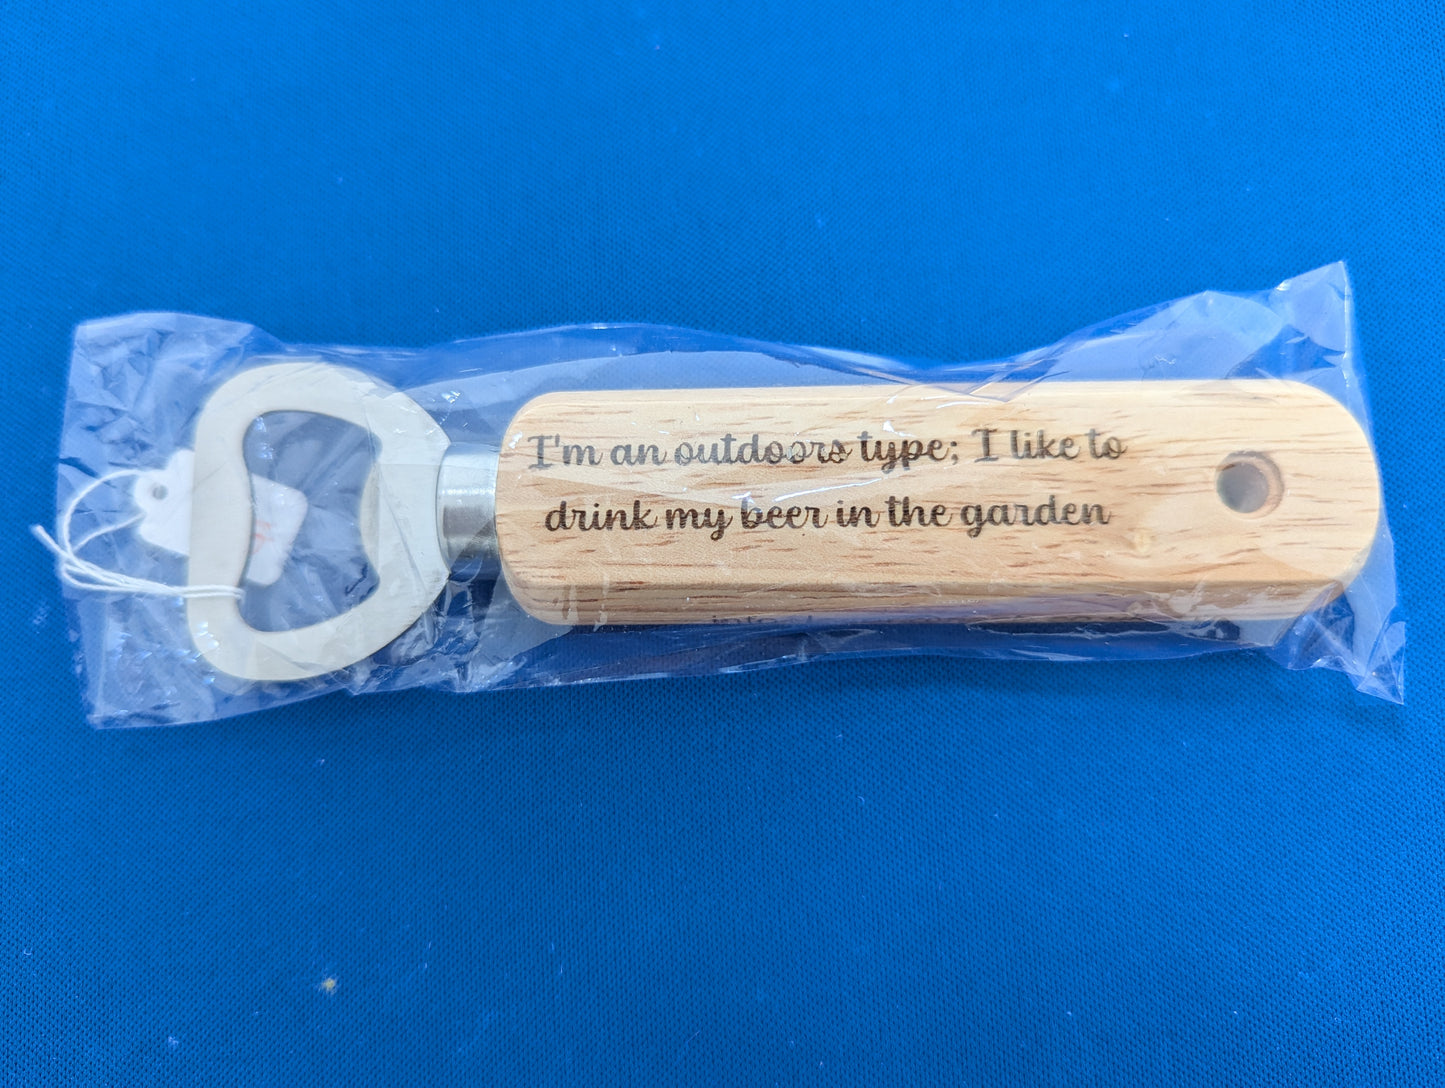 I'm an outdoors type; I like to
drink my beer in the garden